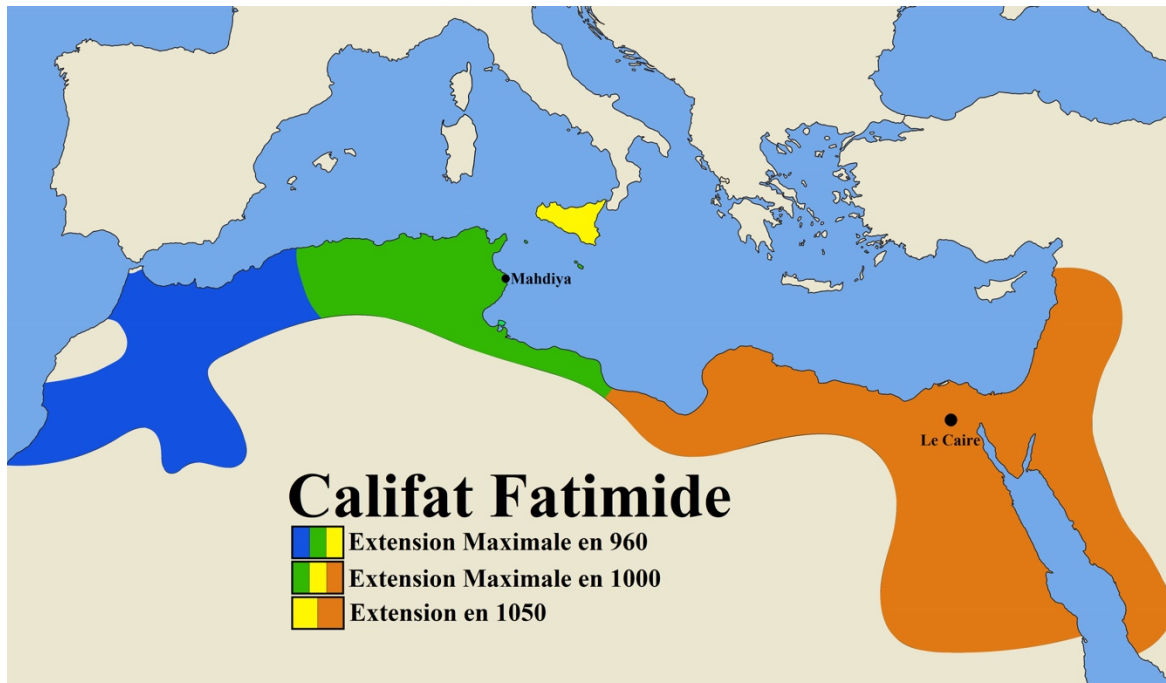 Mahdiya
Le Caire
Califat Fatimide
Extension Maximale en 960
Extension Maximale en 1000
Extension en 1050